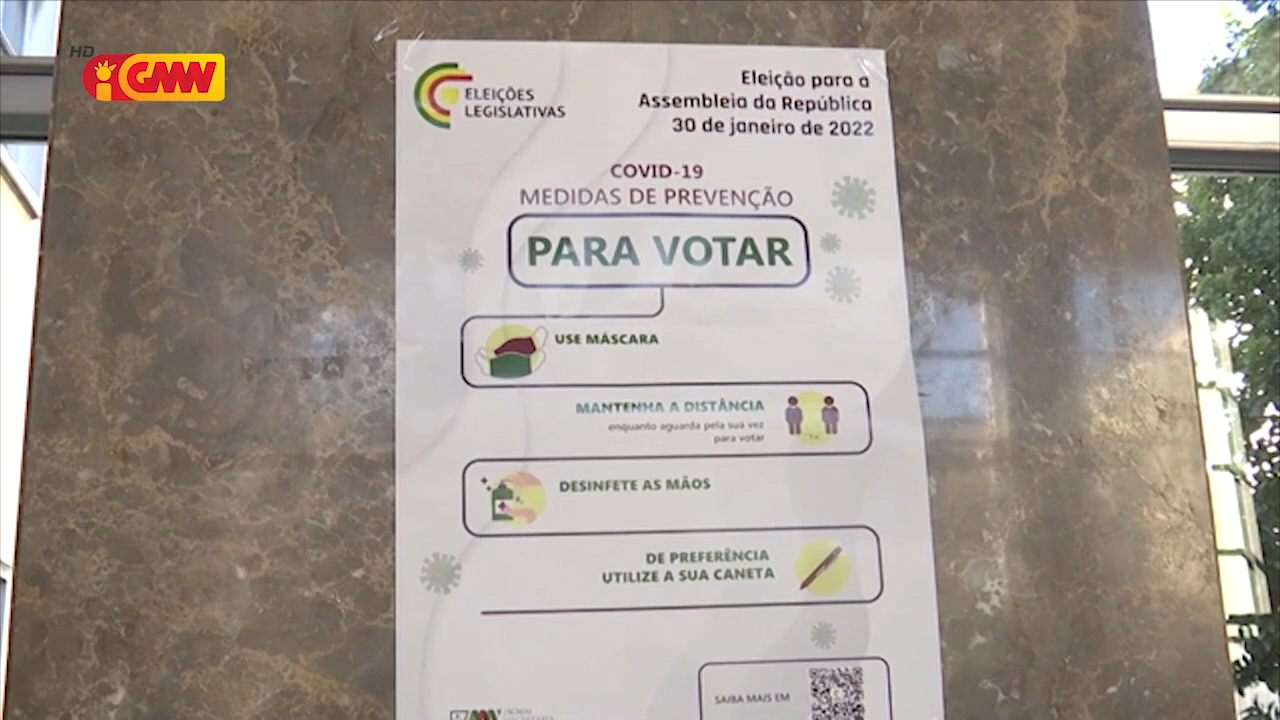 HD
iGMW
ELEIÇÕES
LEGISLATIVAS
Eleição para a
Assembleia da República
30 de janeiro de 2022
COVID-19
MEDIDAS DE PREVENÇÃO
PARA VOTAR
USE MÁSCARA
MANTENHA A DISTÂNCIA
enquanto aguarda pela sua vez
para votar
DESINFETE AS MÃOS
DE PREFERÊNCIA
UTILIZE A SUA CANETA
SAIBA MAIS EM